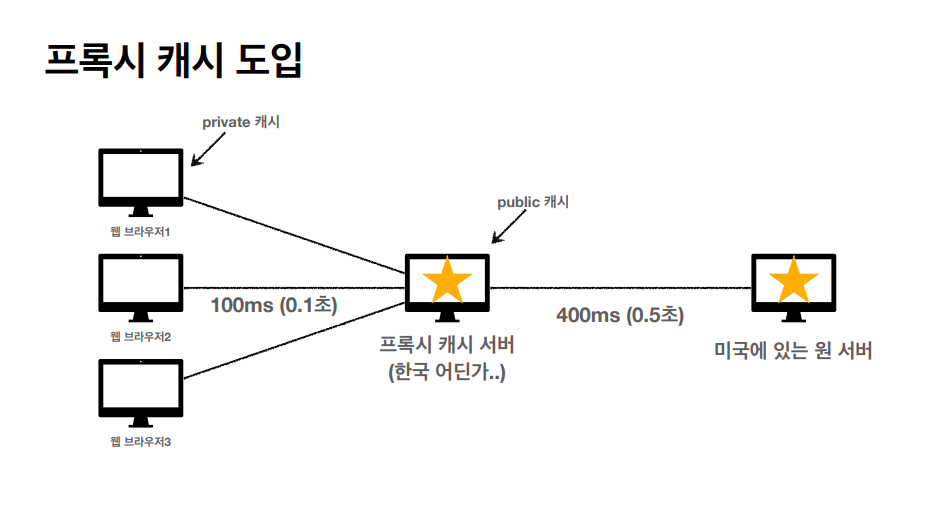 프록시 캐시 도입
private 캐시
public 캐시
웹 브라우저1
100ms (0.1초)
400ms (0.5초)
웹 브라우저2
프록시 캐시 서버
(한국 어딘가..)
미국에 있는 원 서버
웹 브라우저3